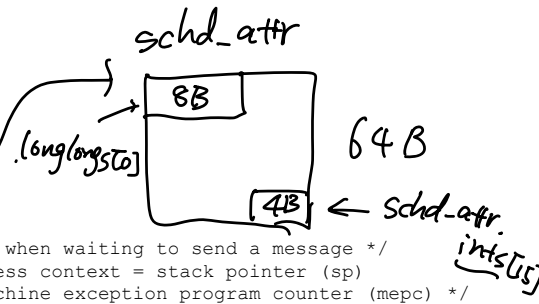 schd_attr
8B
.longlongs[0]
64B
4B
schd_attr.
ints[15]
when waiting to send a message */
ess context = stack pointer (sp)
chine exception program counter (mepc) */